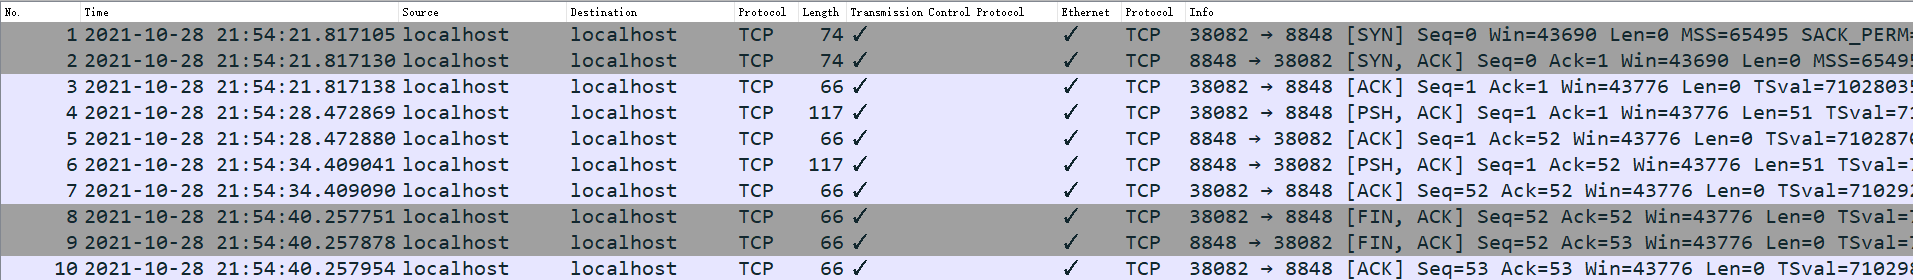 No. Time Source Destination Protocol Length Transmission Control Protocol Ethernet Protocol Info
1 2021-10-28 21:54:21.817105 localhost localhost TCP 74 ✓ ✓ TCP 38082 → 8848 [SYN] Seq=0 Win=43690 Len=0 MSS=65495 SACK_PERM=
2 2021-10-28 21:54:21.817130 localhost localhost TCP 74 ✓ ✓ TCP 8848 → 38082 [SYN, ACK] Seq=0 Ack=1 Win=43690 Len=0 MSS=65495
3 2021-10-28 21:54:21.817138 localhost localhost TCP 66 ✓ ✓ TCP 38082 → 8848 [ACK] Seq=1 Ack=1 Win=43776 Len=0 TSval=71028035
4 2021-10-28 21:54:28.472869 localhost localhost TCP 117 ✓ ✓ TCP 38082 → 8848 [PSH, ACK] Seq=1 Ack=1 Win=43776 Len=51 TSval=71
5 2021-10-28 21:54:28.472880 localhost localhost TCP 66 ✓ ✓ TCP 8848 → 38082 [ACK] Seq=1 Ack=52 Win=43776 Len=0 TSval=7102870
6 2021-10-28 21:54:34.409041 localhost localhost TCP 117 ✓ ✓ TCP 8848 → 38082 [PSH, ACK] Seq=1 Ack=52 Win=43776 Len=51 TSval=7
7 2021-10-28 21:54:34.409090 localhost localhost TCP 66 ✓ ✓ TCP 38082 → 8848 [ACK] Seq=52 Ack=52 Win=43776 Len=0 TSval=710292
8 2021-10-28 21:54:40.257751 localhost localhost TCP 66 ✓ ✓ TCP 38082 → 8848 [FIN, ACK] Seq=52 Ack=52 Win=43776 Len=0 TSval=7
9 2021-10-28 21:54:40.257878 localhost localhost TCP 66 ✓ ✓ TCP 8848 → 38082 [FIN, ACK] Seq=52 Ack=53 Win=43776 Len=0 TSval=7
10 2021-10-28 21:54:40.257954 localhost localhost TCP 66 ✓ ✓ TCP 38082 → 8848 [ACK] Seq=53 Ack=53 Win=43776 Len=0 TSval=710298